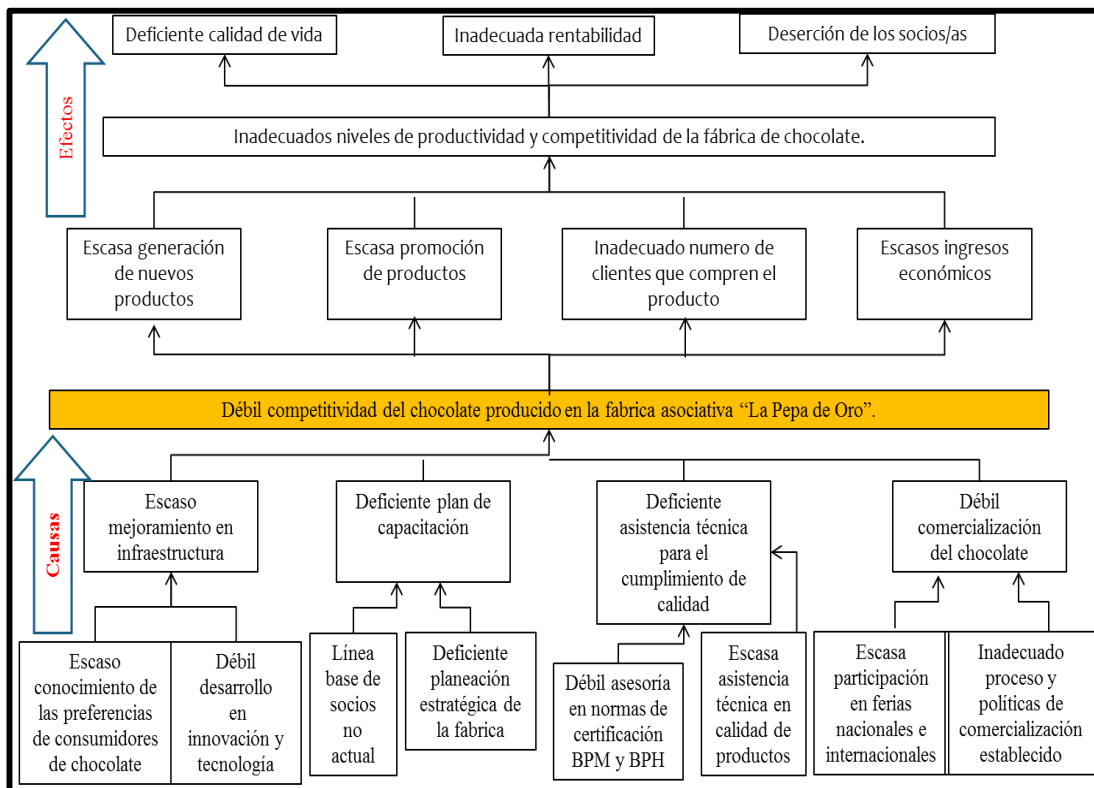 Deficiente calidad de vida
Inadecuada rentabilidad
Deserción de los socios/as
Efectos
Inadecuados niveles de productividad y competitividad de la fábrica de chocolate.
Escasa generación
de nuevos
productos
Escasa promoción
de productos
Inadecuado numero de
clientes que compren el
producto
Escasos ingresos
económicos
Débil competitividad del chocolate producido en la fabrica asociativa “La Pepa de Oro”.
Causas
Escaso
mejoramiento en
infraestructura
Deficiente plan de
capacitación
Deficiente
asistencia técnica
para el
cumplimiento de
calidad
Débil
comercialización
del chocolate
Escaso
conocimiento de
las preferencias
de consumidores
de chocolate
Débil
desarrollo
en
innovación y
tecnología
Línea
base de
socios no
actual
Deficiente
planeación
estratégica de
la fabrica
Débil asesoría
en normas de
certificación
BPM y BPH
Escasa
asistencia
técnica en
calidad de
productos
Escasa
participación
en ferias
nacionales e
internacionales
Inadecuado
proceso y
políticas de
comercialización
establecido